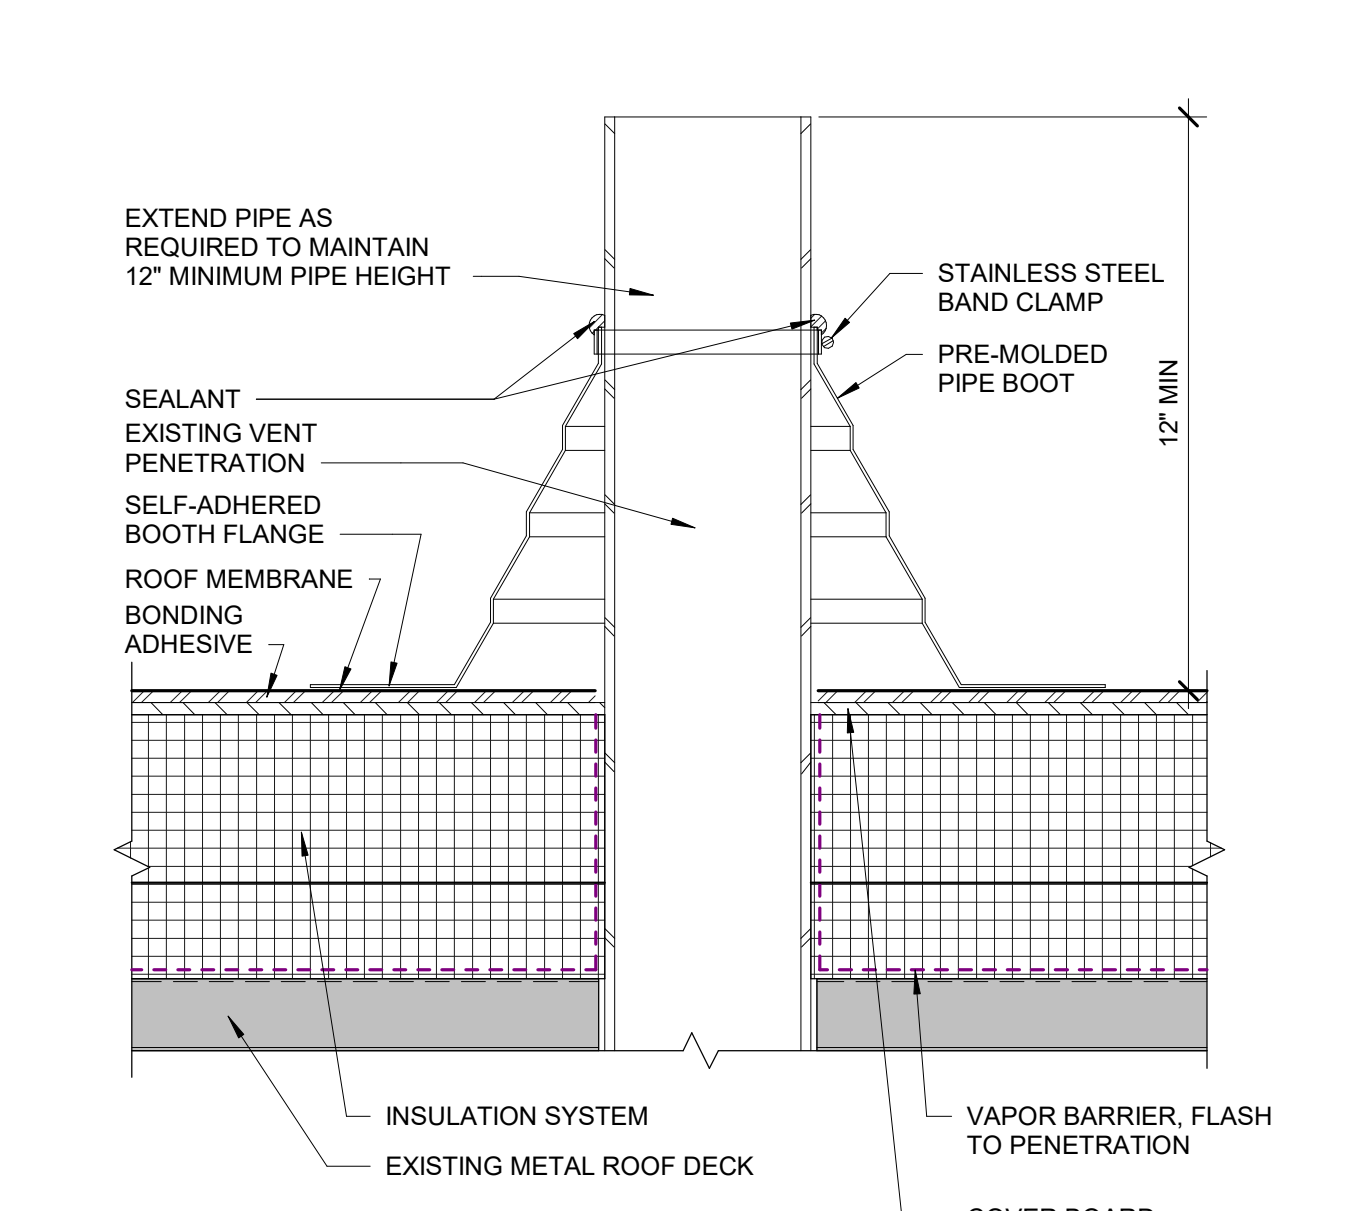 EXTEND PIPE AS
REQUIRED TO MAINTAIN
12" MINIMUM PIPE HEIGHT
SEALANT
EXISTING VENT
PENETRATION
SELF-ADHERED
BOOTH FLANGE
ROOF MEMBRANE
BONDING
ADHESIVE
STAINLESS STEEL
BAND CLAMP
PRE-MOLDED
PIPE BOOT
12" MIN
INSULATION SYSTEM
EXISTING METAL ROOF DECK
VAPOR BARRIER, FLASH
TO PENETRATION
COVER BOARD